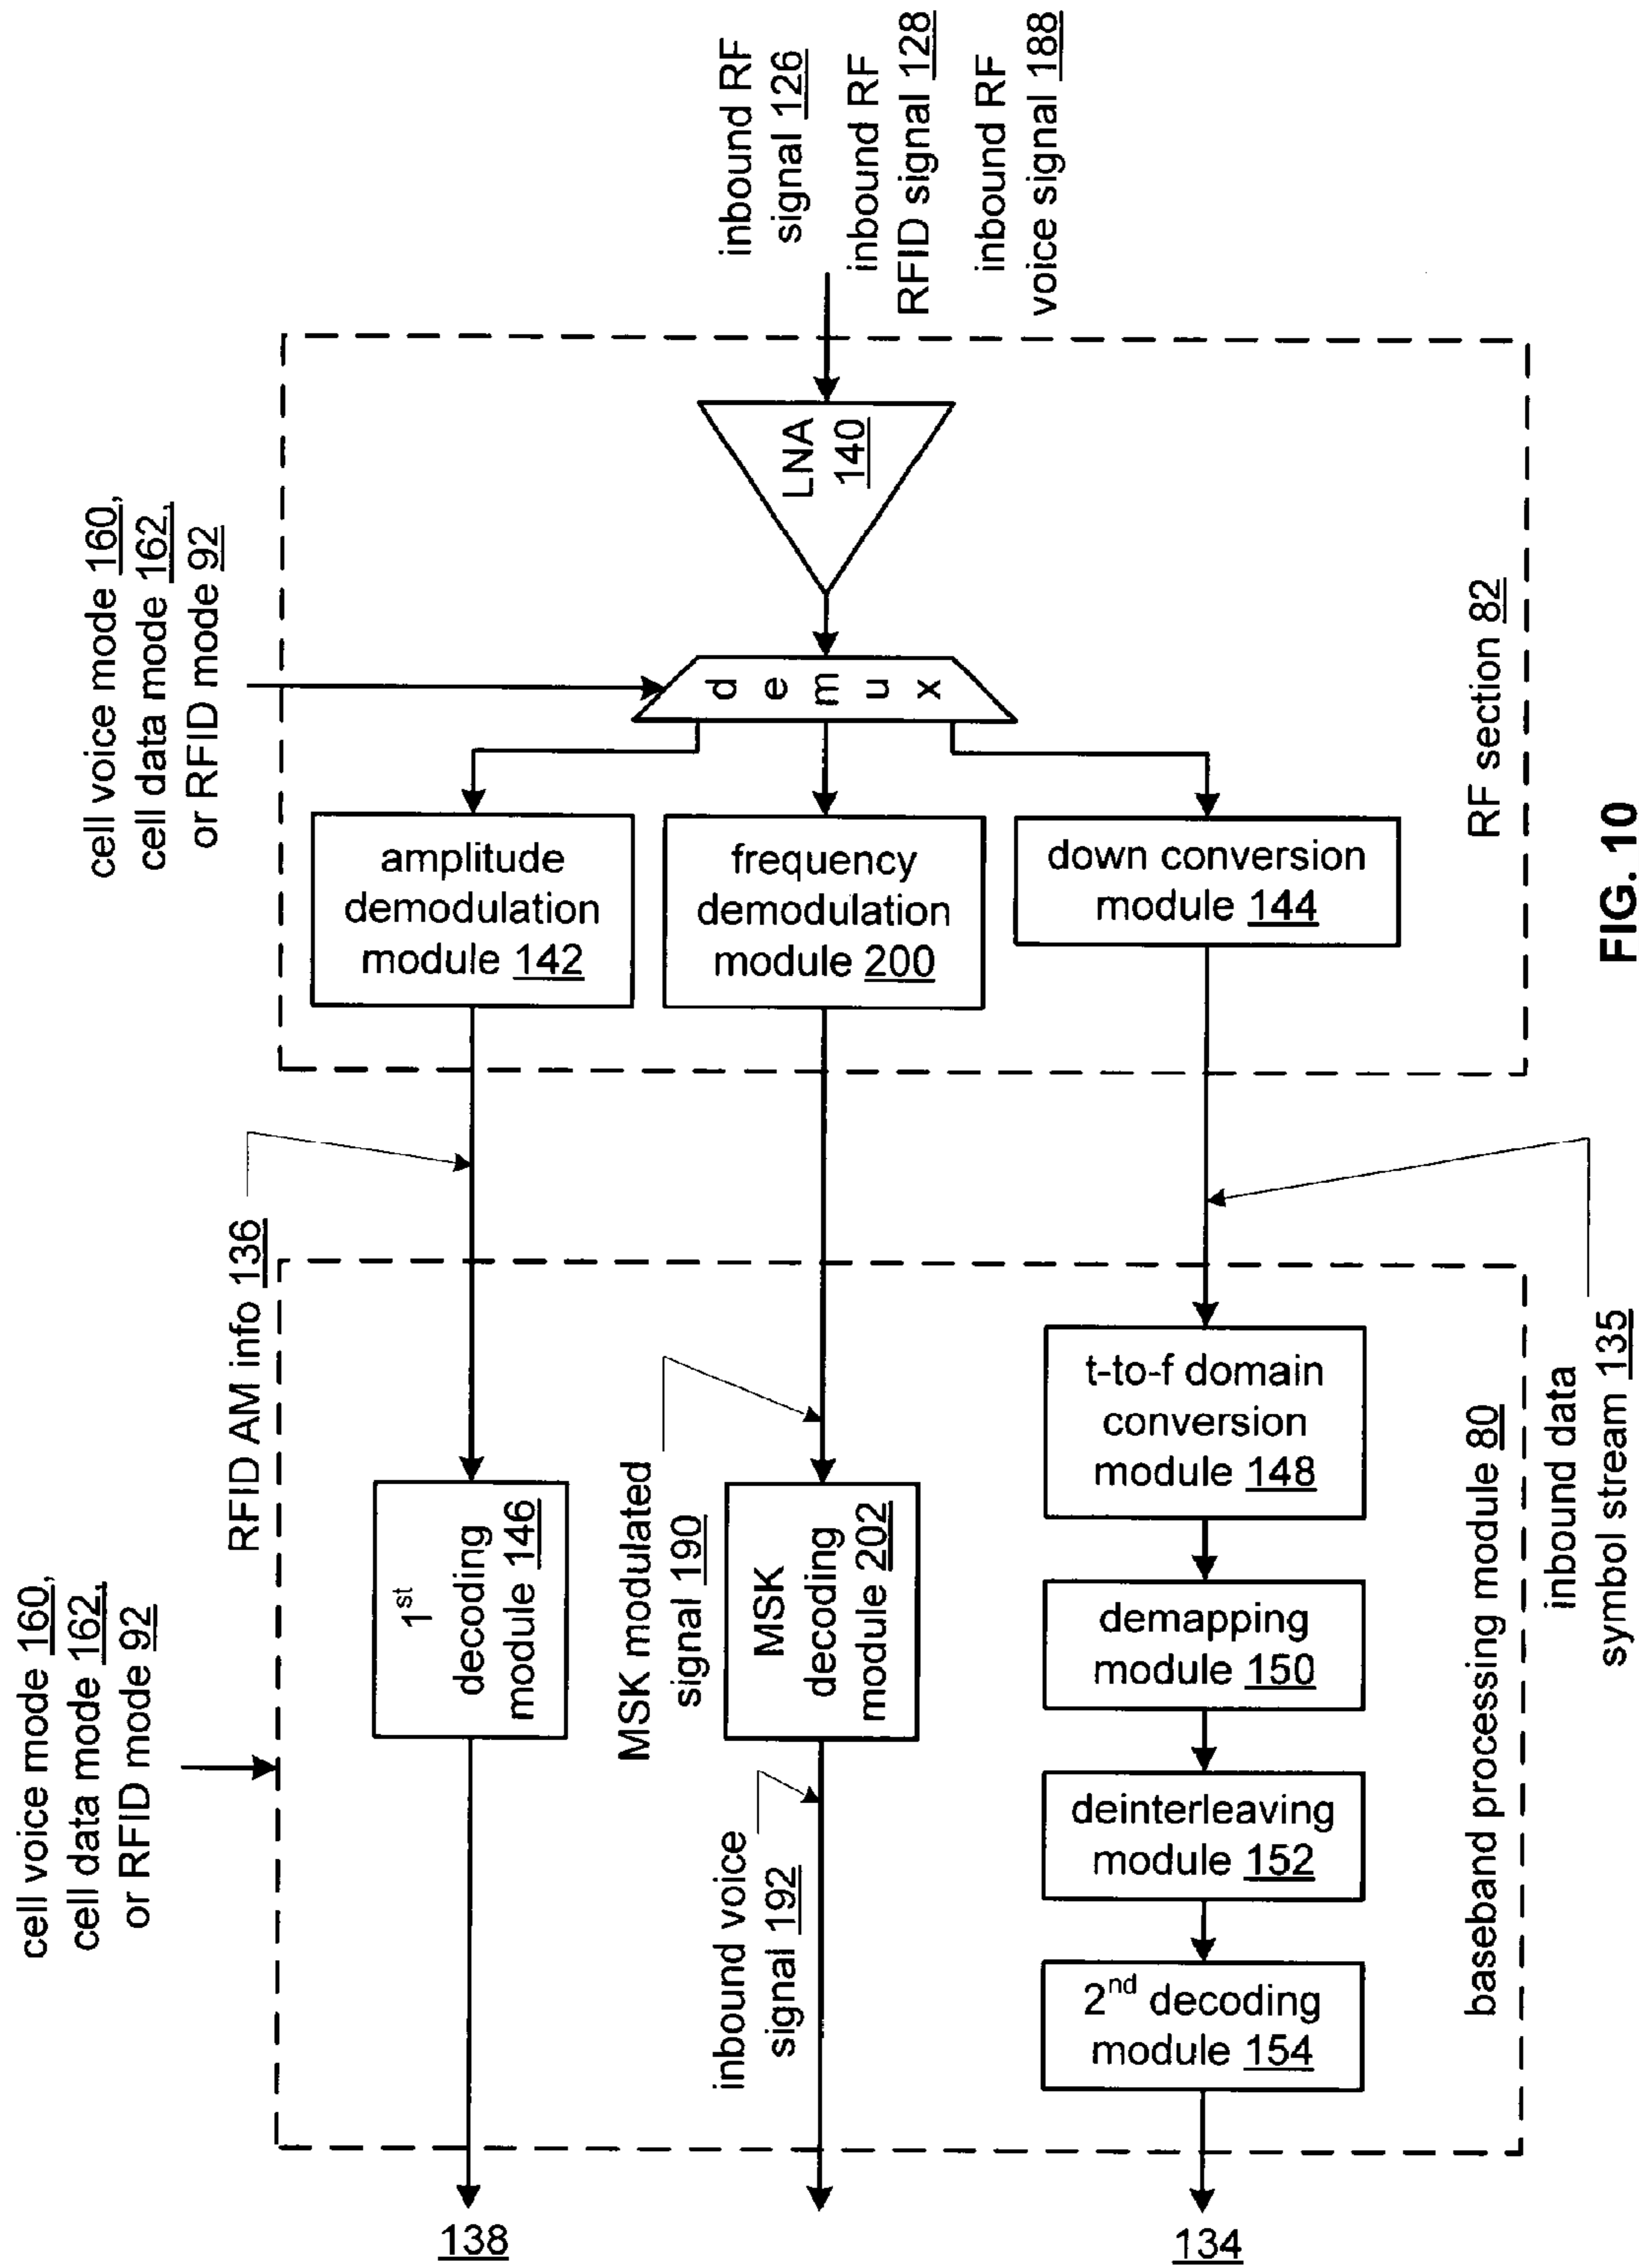 cell voice mode 160,
cell data mode 162,
or RFID mode 92
RFID AM info 136
cell voice mode 160,
cell data mode 162,
or RFID mode 92
138
1st
decoding
module 146
amplitude
demodulation
module 142
MSK modulated
signal 190
inbound voice
signal 192
MSK
decoding
module 202
frequency
demodulation
module 200
demux
LNA
140
inbound RF
signal 126
inbound RF
RFID signal 128
inbound RF
voice signal 188
134
2nd decoding
module 154
deinterleaving
module 152
demapping
module 150
t-to-f domain
conversion
module 148
down conversion
module 144
baseband processing module 80
RF section 82
inbound data
symbol stream 135
FIG. 10